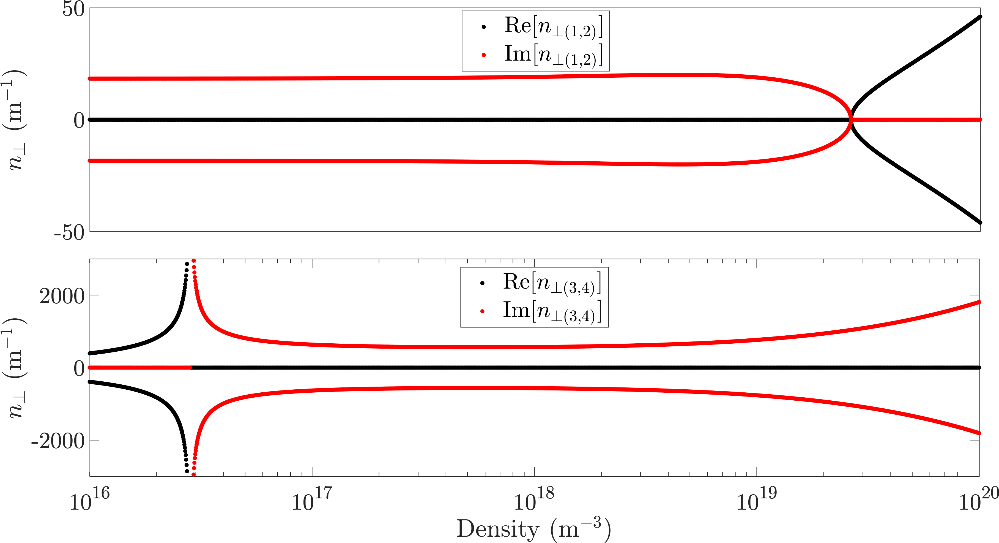 50
0
-50
n⊥ (m⁻¹)
Re[n⊥(1,2)]
Im[n⊥(1,2)]
2000
0
-2000
n⊥ (m⁻¹)
Re[n⊥(3,4)]
Im[n⊥(3,4)]
10¹⁶ 10¹⁷ 10¹⁸ 10¹⁹ 10²⁰
Density (m⁻³)